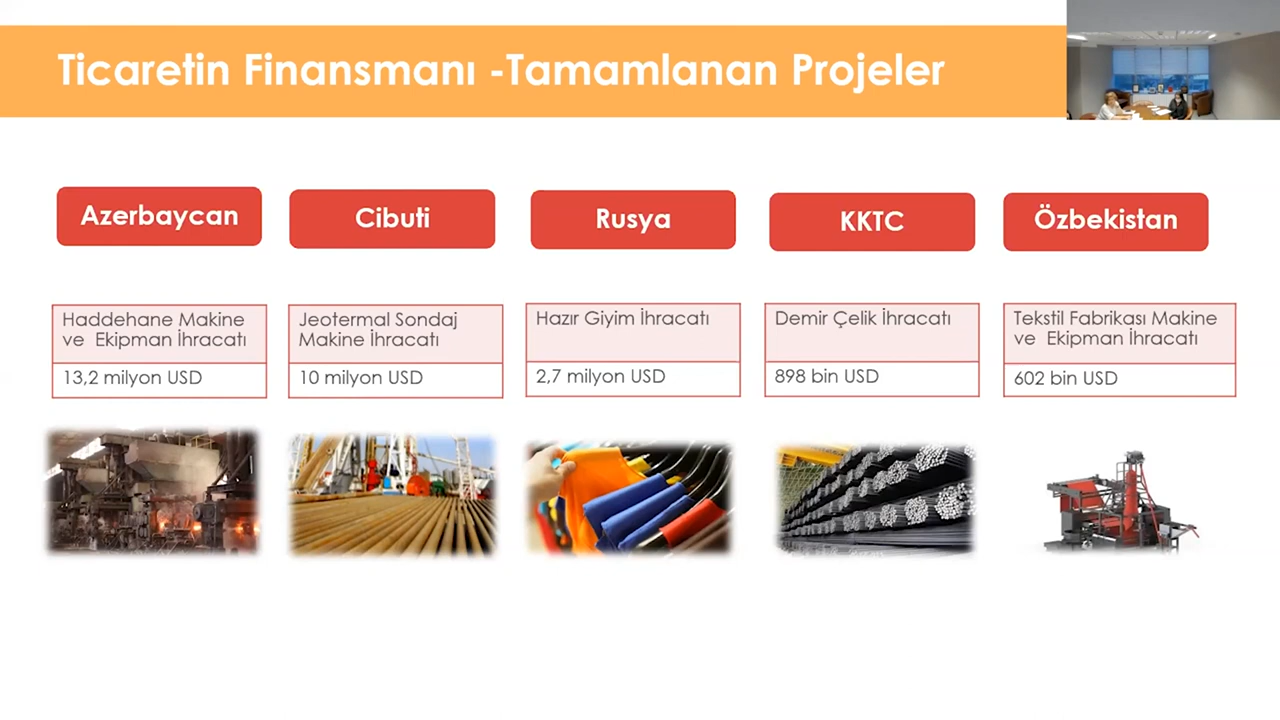 Ticaretin Finansmanı -Tamamlanan Projeler
Azerbaycan
Cibuti
Rusya
KKTC
Özbekistan
Haddehane Makine
ve  Ekipman İhracatı
13,2 milyon USD
Jeotermal Sondaj
Makine İhracatı
10 milyon USD
Hazır Giyim İhracatı
2,7 milyon USD
Demir Çelik İhracatı
898 bin USD
Tekstil Fabrikası Makine
ve  Ekipman İhracatı
602 bin USD